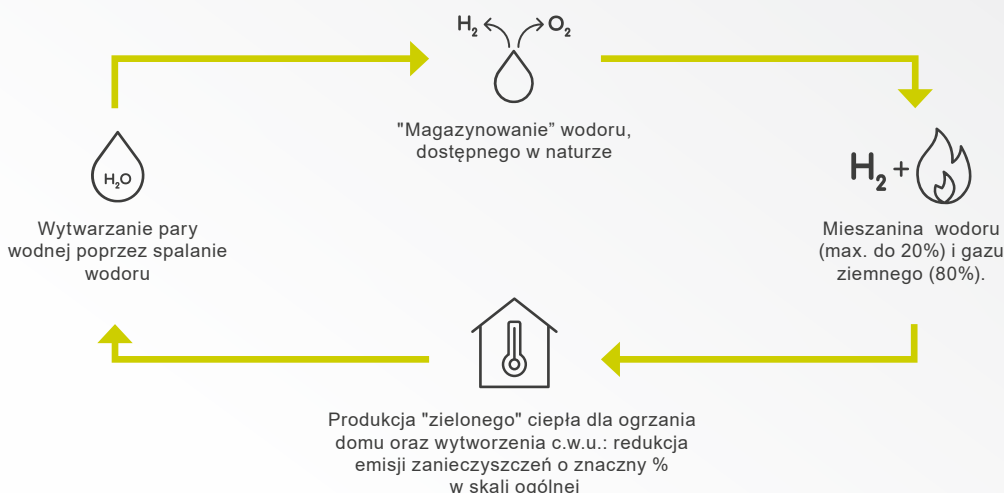 H₂ O₂
"Magazynowanie” wodoru,
dostępnego w naturze
H₂ +
Mieszanina wodoru
(max. do 20%) i gazu
ziemnego (80%).
Produkcja "zielonego" ciepła dla ogrzania
domu oraz wytworzenia c.w.u.: redukcja
emisji zanieczyszczeń o znaczny %
w skali ogólnej
H₂O
Wytwarzanie pary
wodnej poprzez spalanie
wodoru